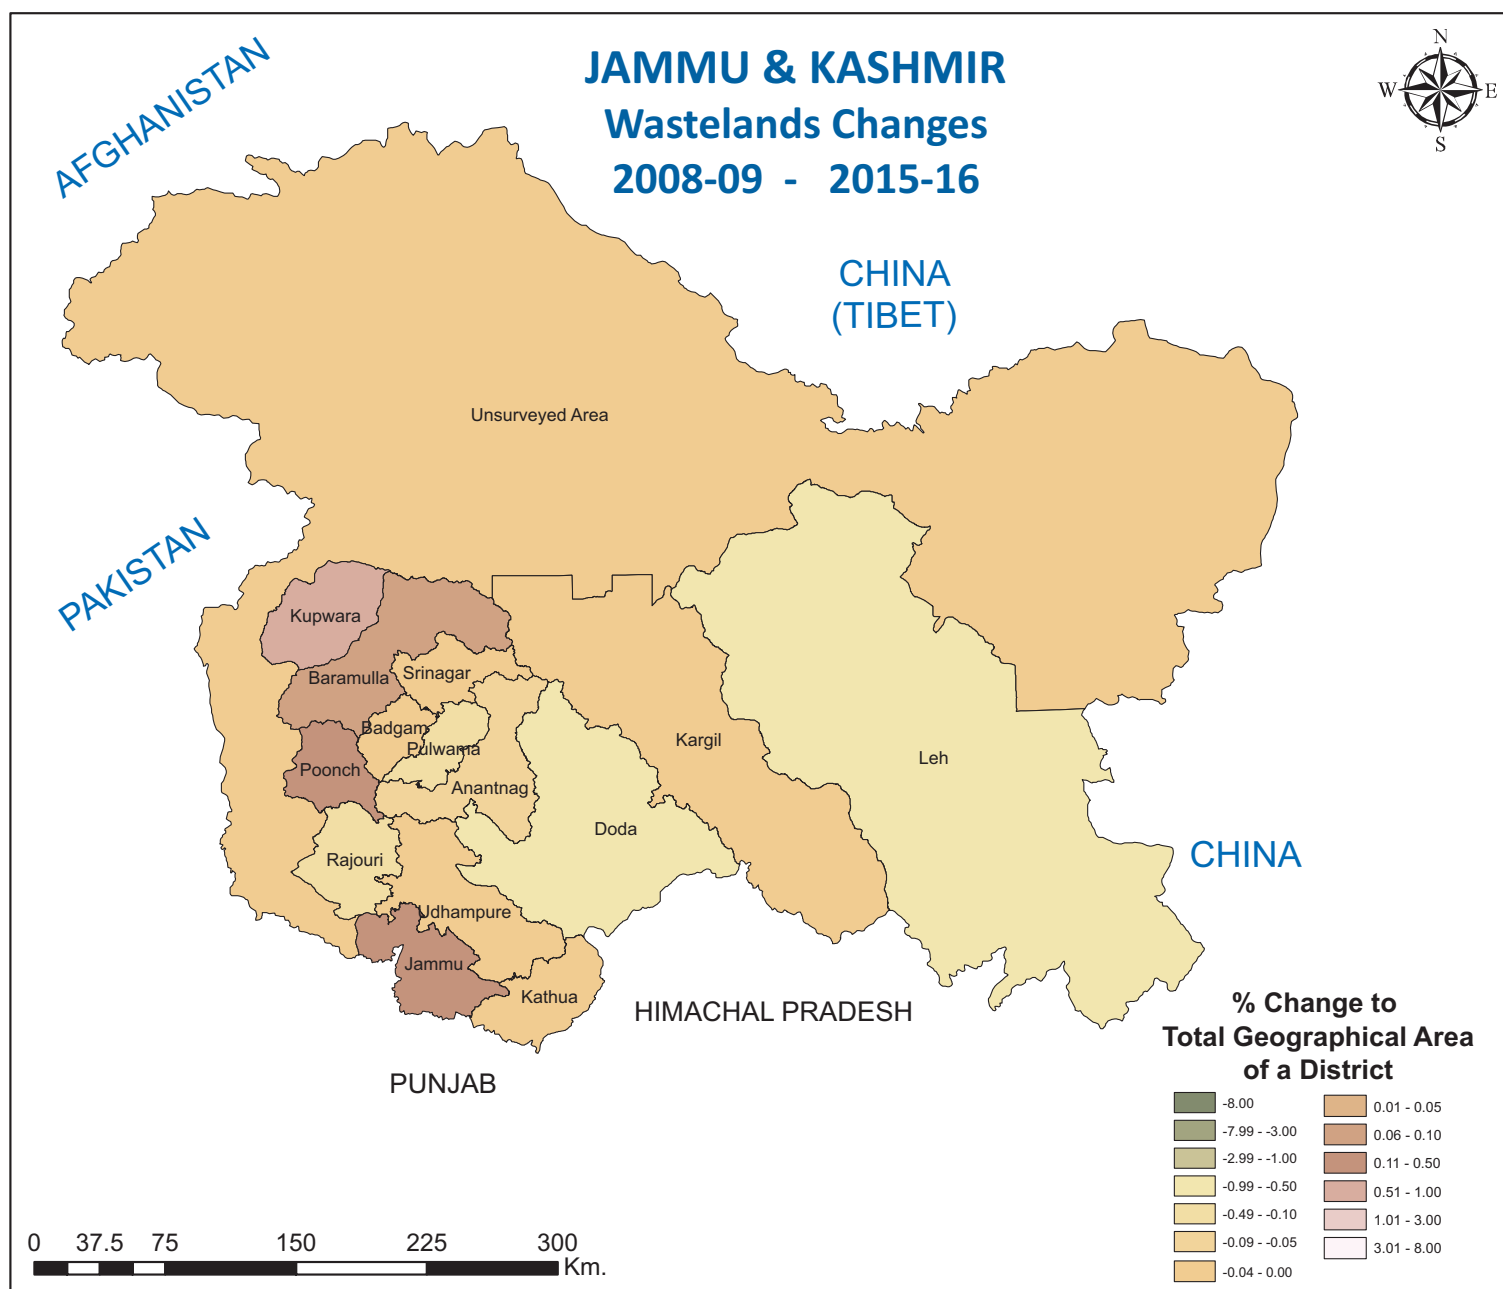 JAMMU & KASHMIR
Wastelands Changes
2008-09 - 2015-16
N
W
E
S
AFGHANISTAN
CHINA
(TIBET)
Unsurveyed Area
PAKISTAN
Kupwara
Srinagar
Baramulla
Badgam
Pulwama
Kargil
Leh
Poonch
Anantnag
Doda
CHINA
Rajouri
Udhampure
Jammu
Kathua
HIMACHAL PRADESH
PUNJAB
% Change to
Total Geographical Area
of a District
-8.00
-7.99 - -3.00
-2.99 - -1.00
-0.99 - -0.50
-0.49 - -0.10
-0.09 - -0.05
-0.04 - 0.00
0.01 - 0.05
0.06 - 0.10
0.11 - 0.50
0.51 - 1.00
1.01 - 3.00
3.01 - 8.00
0 37.5 75 150 225 300
Km.